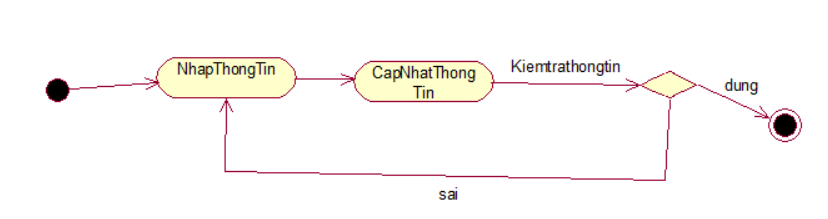 NhapThongTin
CapNhatThong
Tin
Kiemtrathongtin
dung
sai